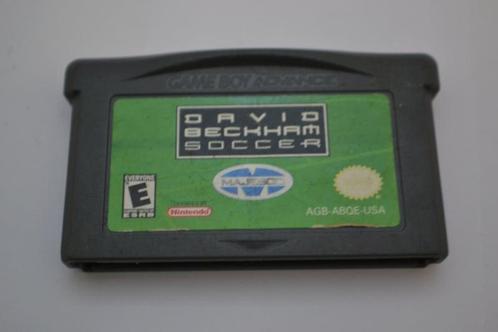 GAME BOY ADVANCE
DAVID
BECKHAM
SOCCER
EVERYONE
E
ESRB
MAJESCO
Nintendo
AGB-ABQE-USA